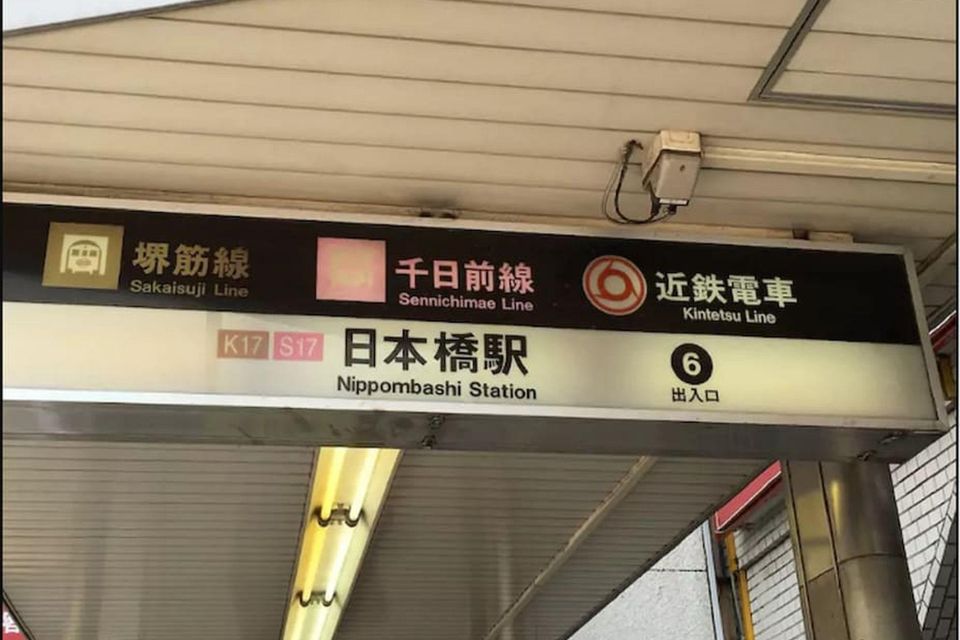 堺筋線
Sakaisuji Line
千日前線
Sennichimae Line
近鉄電車
Kintetsu Line
K17 S17
日本橋駅
Nippombashi Station
6
出入口